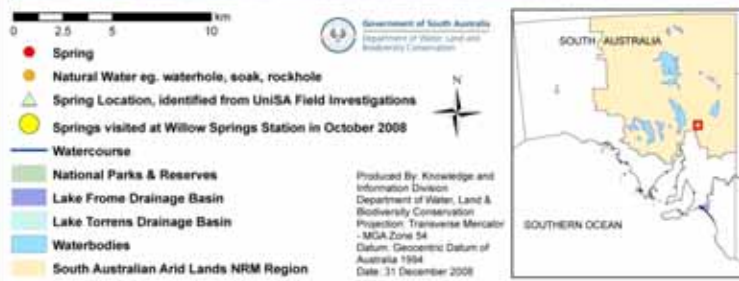 km
0 2.5 5 10
Government of South Australia
Department of Water, Land and
Biodiversity Conservation
Spring
Natural Water eg. waterhole, soak, rockhole
Spring Location, identified from UniSA Field Investigations
Springs visited at Willow Springs Station in October 2008
Watercourse
National Parks & Reserves
Lake Frome Drainage Basin
Lake Torrens Drainage Basin
Waterbodies
South Australian Arid Lands NRM Region
N
Produced By: Knowledge and
Information Division
Department of Water, Land &
Biodiversity Conservation
Projection: Transverse Mercator
- MGA Zone 54
Datum: Geocentric Datum of
Australia 1994
Date: 31 December 2008
SOUTH AUSTRALIA
SOUTHERN OCEAN